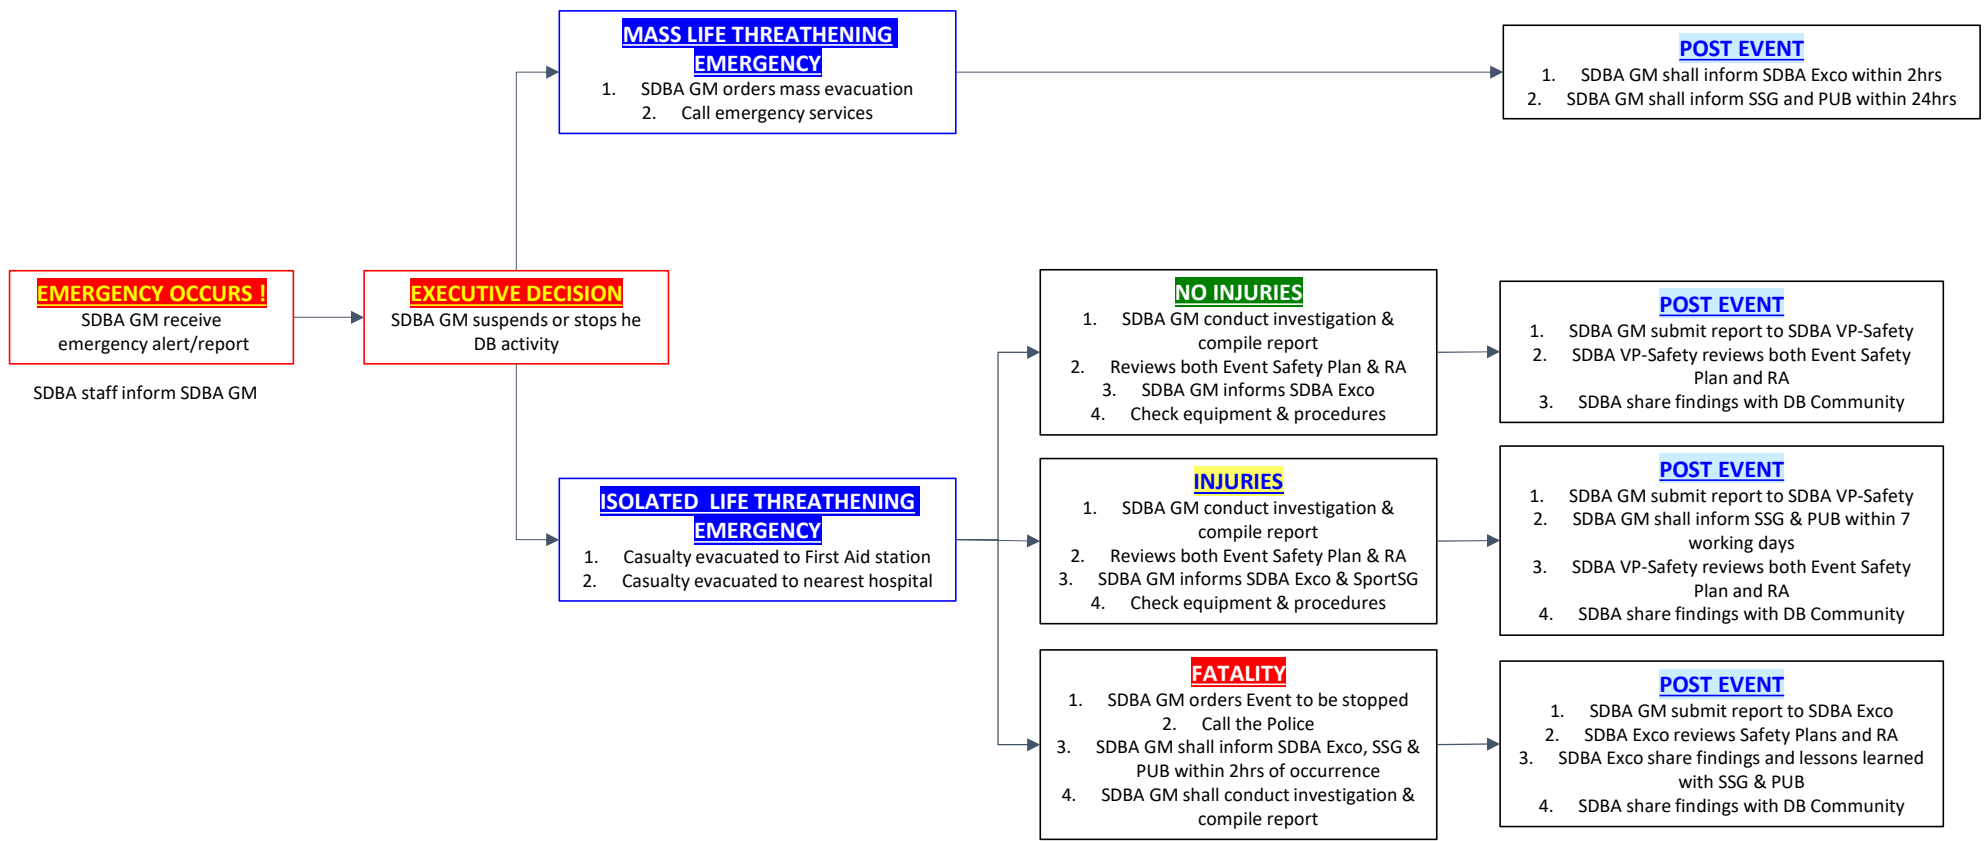 MASS LIFE THREATHENING
EMERGENCY
1. SDBA GM orders mass evacuation
2. Call emergency services
POST EVENT
1. SDBA GM shall inform SDBA Exco within 2hrs
2. SDBA GM shall inform SSG and PUB within 24hrs
EMERGENCY OCCURS !
SDBA GM receive
emergency alert/report
SDBA staff inform SDBA GM
EXECUTIVE DECISION
SDBA GM suspends or stops he
DB activity
ISOLATED LIFE THREATHENING
EMERGENCY
1. Casualty evacuated to First Aid station
2. Casualty evacuated to nearest hospital
NO INJURIES
1. SDBA GM conduct investigation &
compile report
2. Reviews both Event Safety Plan & RA
3. SDBA GM informs SDBA Exco
4. Check equipment & procedures
POST EVENT
1. SDBA GM submit report to SDBA VP-Safety
2. SDBA VP-Safety reviews both Event Safety
Plan and RA
3. SDBA share findings with DB Community
INJURIES
1. SDBA GM conduct investigation &
compile report
2. Reviews both Event Safety Plan & RA
3. SDBA GM informs SDBA Exco & SportSG
4. Check equipment & procedures
POST EVENT
1. SDBA GM submit report to SDBA VP-Safety
2. SDBA GM shall inform SSG & PUB within 7
working days
3. SDBA VP-Safety reviews both Event Safety
Plan and RA
4. SDBA share findings with DB Community
FATALITY
1. SDBA GM orders Event to be stopped
2. Call the Police
3. SDBA GM shall inform SDBA Exco, SSG &
PUB within 2hrs of occurrence
4. SDBA GM shall conduct investigation &
compile report
POST EVENT
1. SDBA GM submit report to SDBA Exco
2. SDBA Exco reviews Safety Plans and RA
3. SDBA Exco share findings and lessons learned
with SSG & PUB
4. SDBA share findings with DB Community